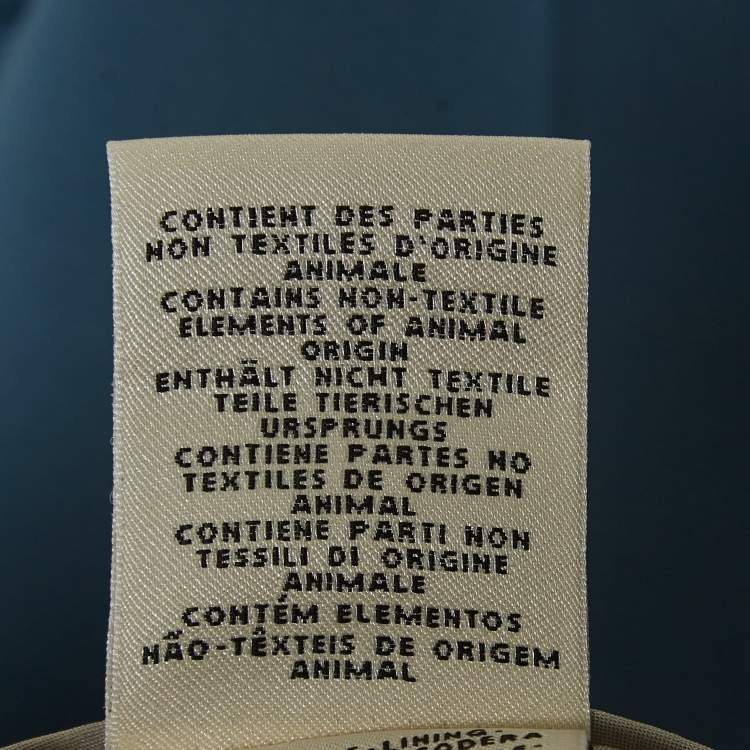 CONTIENT DES PARTIES
NON TEXTILES D'ORIGINE
ANIMALE
CONTAINS NON-TEXTILE
ELEMENTS OF ANIMAL
ORIGIN
ENTHÄLT NICHT TEXTILE
TEILE TIERISCHEN
URSPRUNGS
CONTIENE PARTES NO
TEXTILES DE ORIGEN
ANIMAL
CONTIENE PARTI NON
TESSILI DI ORIGINE
ANIMALE
CONTÉM ELEMENTOS
NÃO-TÊXTEIS DE ORIGEM
ANIMAL
LINING
FODERA